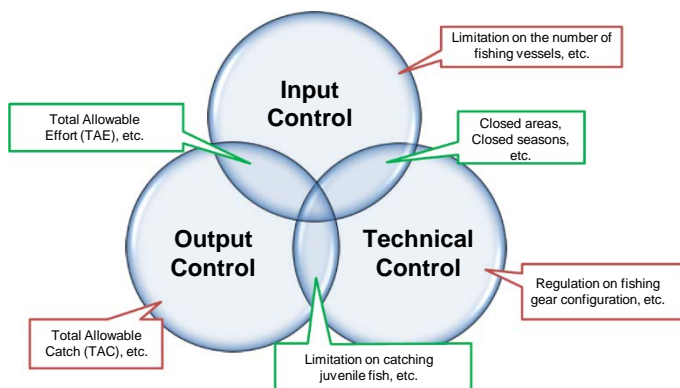 Limitation on the number of
fishing vessels, etc.
Input
Control
Total Allowable
Effort (TAE), etc.
Closed areas,
Closed seasons,
etc.
Output
Control
Technical
Control
Regulation on fishing
gear configuration, etc.
Total Allowable
Catch (TAC), etc.
Limitation on catching
juvenile fish, etc.